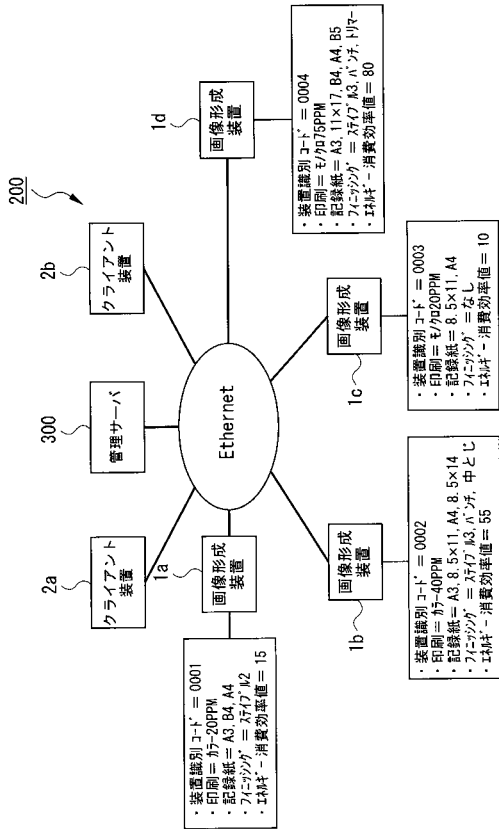 200
2a
クライアント
装置
300
管理サーバ
2b
クライアント
装置
Ethernet
1a
画像形成
装置
・装置識別 コード = 0001
・印刷 = カラー20PPM
・記録紙 = A3, B4, A4
・フィニッシング = ステイプル2
・エネルギー 消費効率値 = 15
1b
画像形成
装置
・装置識別 コード = 0002
・印刷 = カラー40PPM
・記録紙 = A3, 8.5×11, A4, 8.5×14
・フィニッシング = ステイプル3, パンチ, 中とじ
・エネルギー 消費効率値 = 55
1c
画像形成
装置
・装置識別 コード = 0003
・印刷 = モノクロ20PPM
・記録紙 = 8.5×11, A4
・フィニッシング = なし
・エネルギー 消費効率値 = 10
1d
画像形成
装置
・装置識別 コード = 0004
・印刷 = モノクロ75PPM
・記録紙 = A3, 11×17, B4, A4, B5
・フィニッシング = ステイプル3, パンチ, トリマー
・エネルギー 消費効率値 = 80